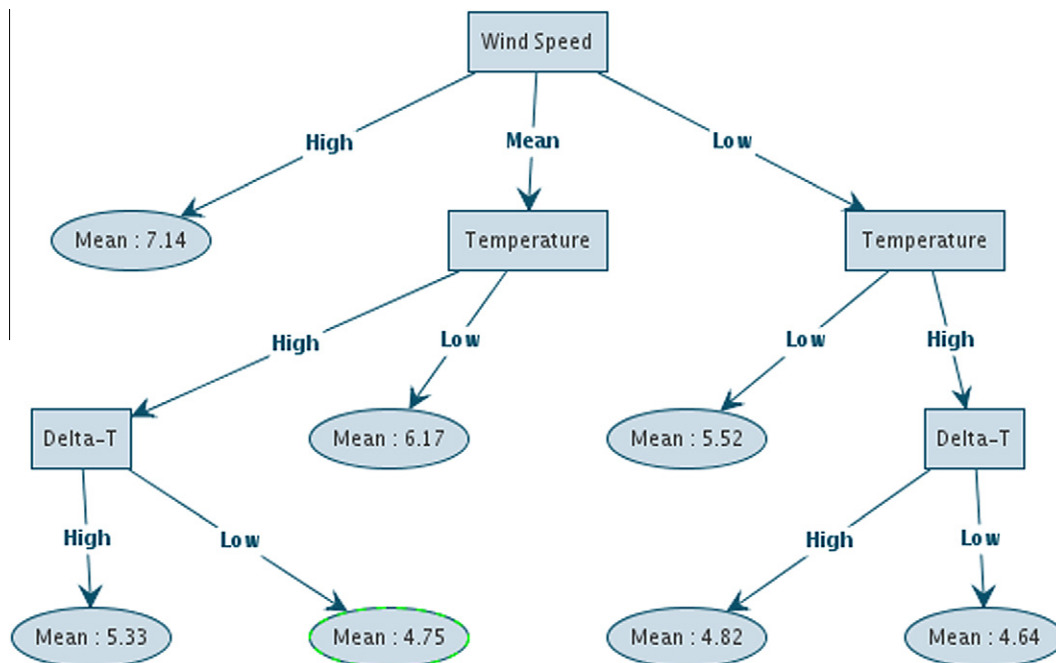 Wind Speed
High
Mean
Low
Mean : 7.14
Temperature
Temperature
High
Low
Low
High
Delta-T
Mean : 6.17
Mean : 5.52
Delta-T
High
Low
High
Low
Mean : 5.33
Mean : 4.75
Mean : 4.82
Mean : 4.64